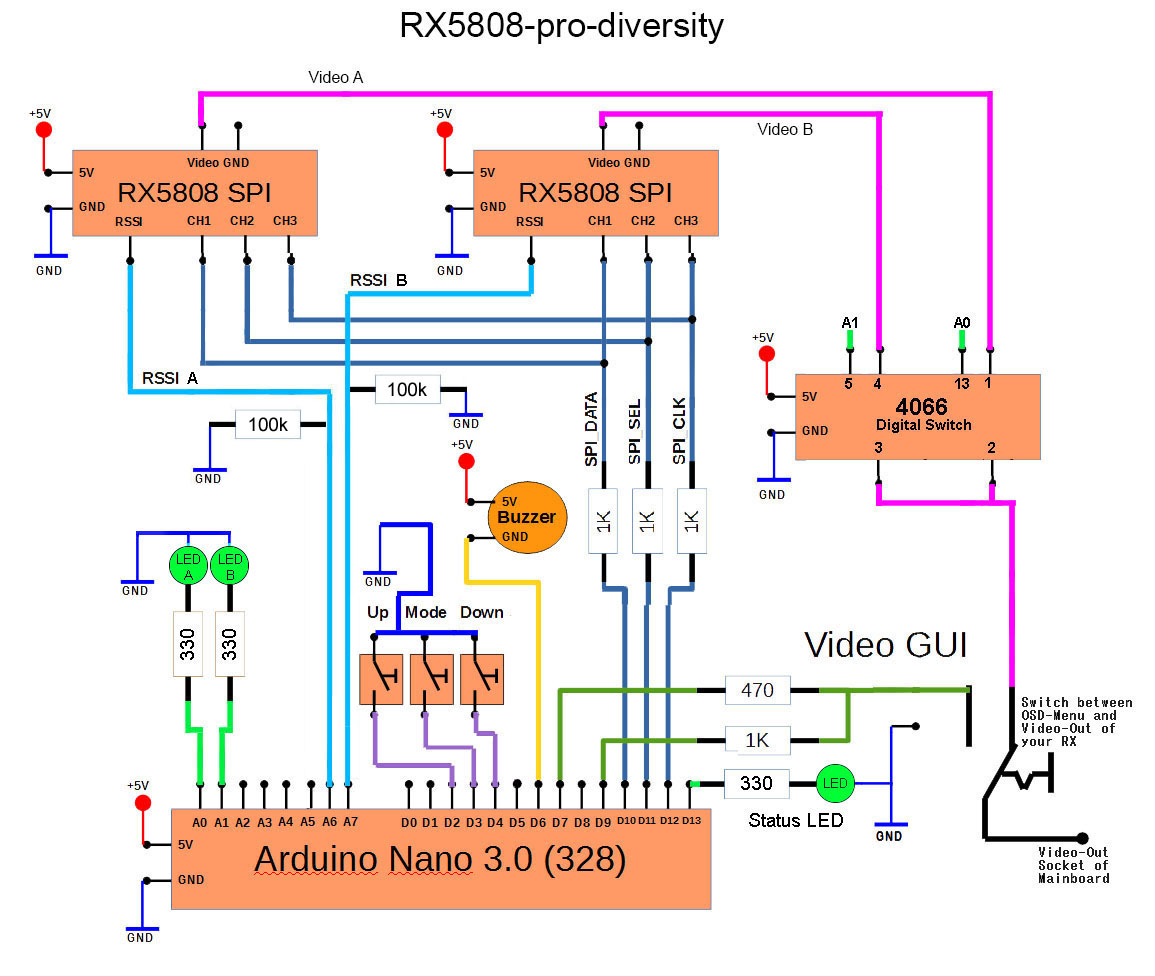 RX5808-pro-diversity
Video A
Video B
+5V
+5V
Video GND
5V
RX5808 SPI
GND
RSSI CH1 CH2 CH3
GND
Video GND
5V
RX5808 SPI
GND
RSSI CH1 CH2 CH3
GND
RSSI B
RSSI A
100k
GND
100k
GND
A1 A0
+5V
5 4 13 1
5V
4066
Digital Switch
GND
3 2
GND
SPI_DATA
SPI_SEL
SPI_CLK
1K
1K
1K
+5V
5V
Buzzer
GND
LED
A
LED
B
GND
330
330
GND
Up Mode Down
Video GUI
470
1K
330
LED
Status LED
GND
Switch between
OSD-Menu and
Video-Out of
your RX
Video-Out
Socket of
Mainboard
+5V
A0 A1 A2 A3 A4 A5 A6 A7 D0 D1 D2 D3 D4 D5 D6 D7 D8 D9 D10 D11 D12 D13
5V
Arduino Nano 3.0 (328)
GND
GND